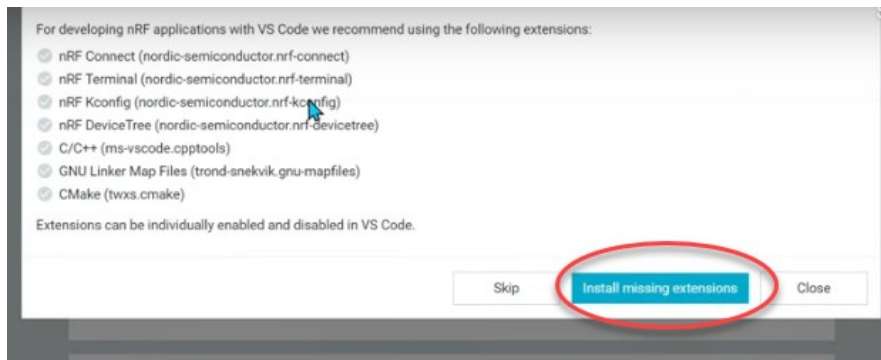 For developing nRF applications with VS Code we recommend using the following extensions:
nRF Connect (nordic-semiconductor.nrf-connect)
nRF Terminal (nordic-semiconductor.nrf-terminal)
nRF Kconfig (nordic-semiconductor.nrf-kconfig)
nRF DeviceTree (nordic-semiconductor.nrf-devicetree)
C/C++ (ms-vscode.cpptools)
GNU Linker Map Files (trond-snekvik.gnu-mapfiles)
CMake (twxs.cmake)
Extensions can be individually enabled and disabled in VS Code.
Skip Install missing extensions Close